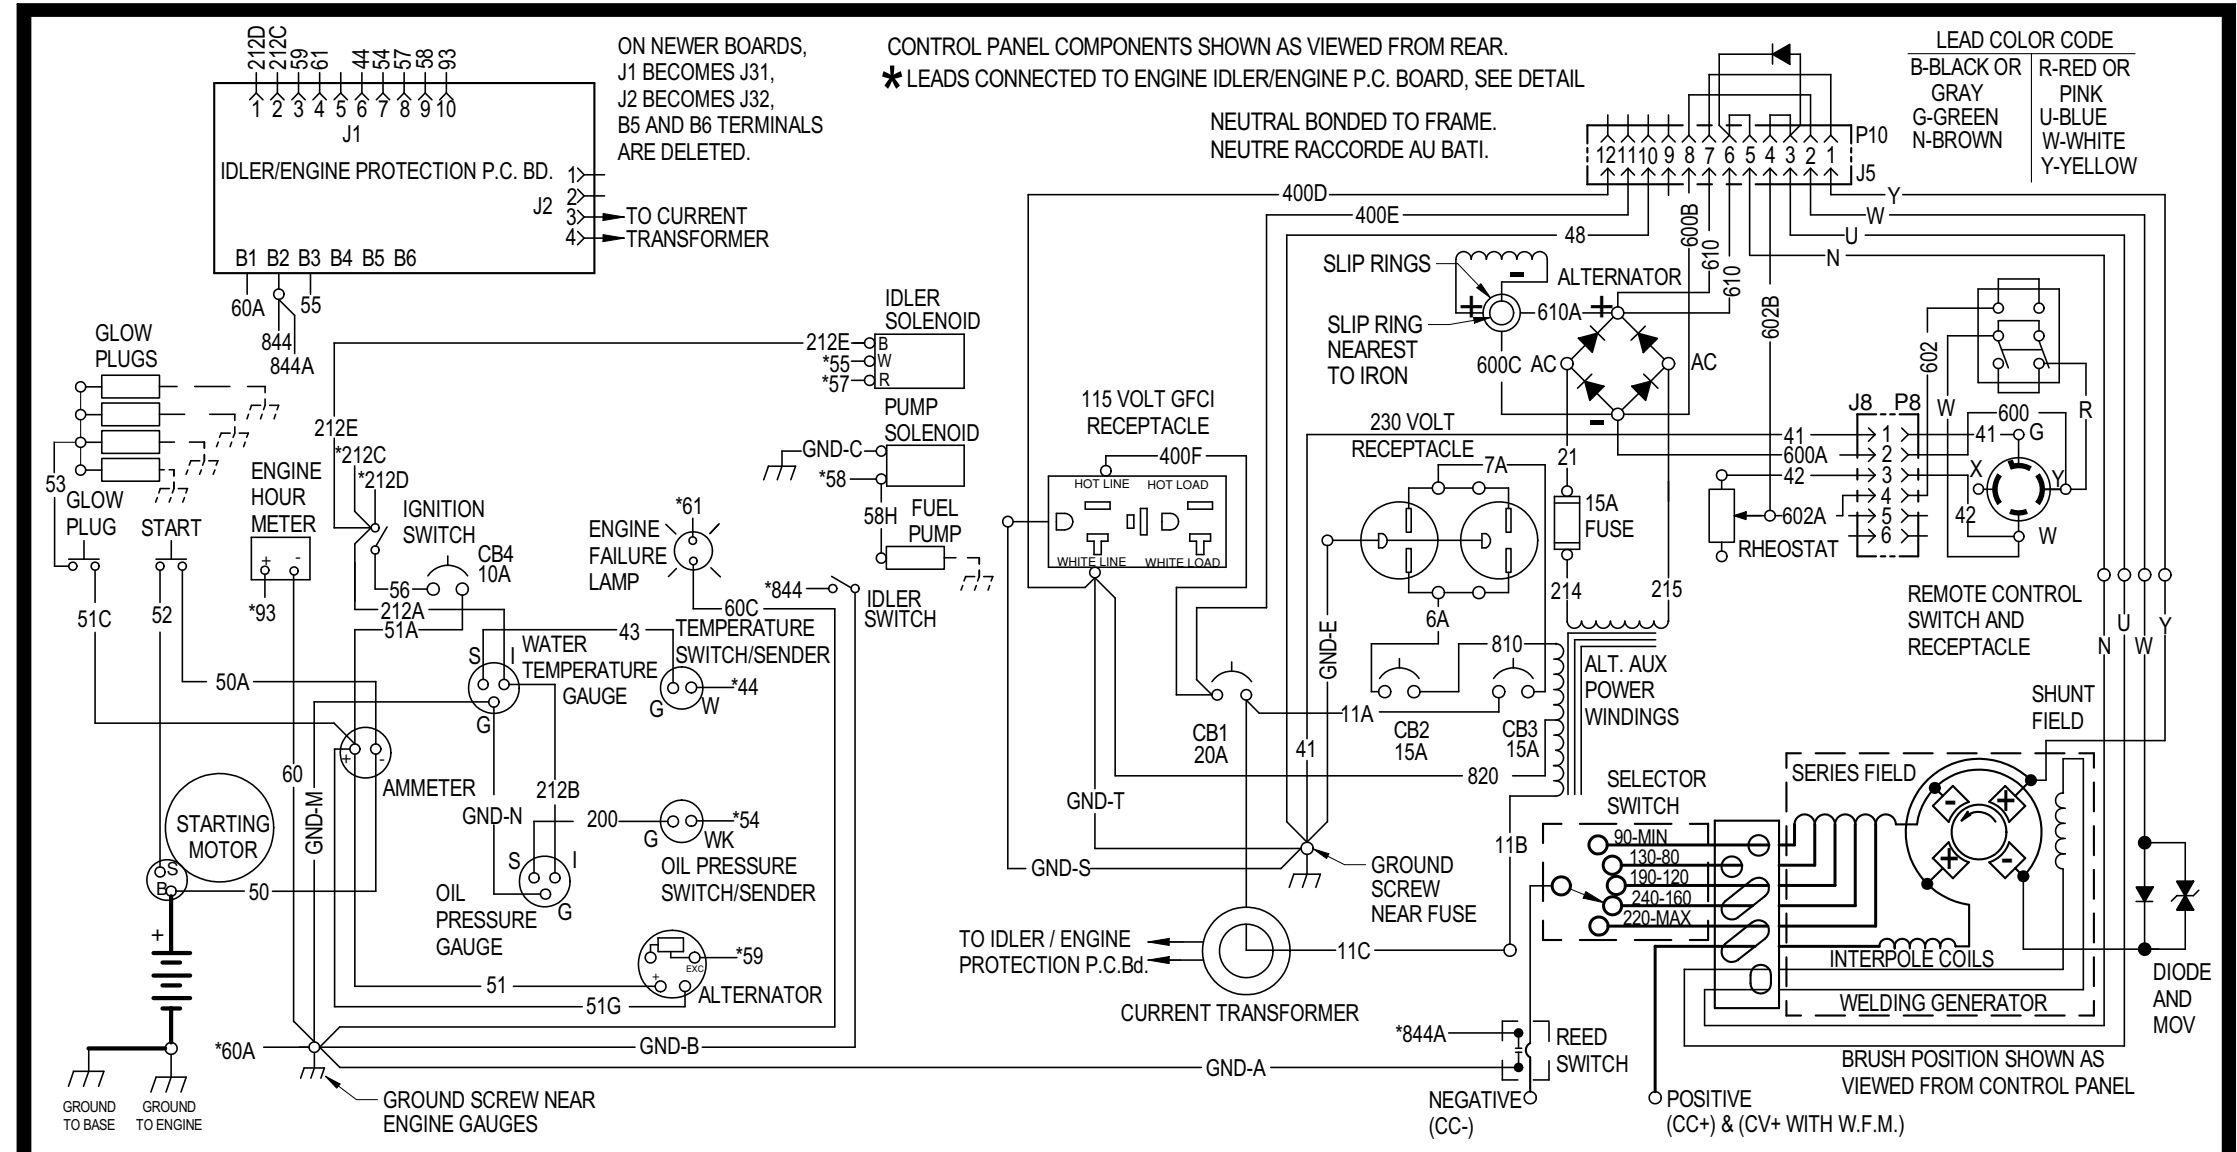 212D
212C
59
61
44
54
57
58
93
1 2 3 4 5 6 7 8 9 10
J1
IDLER/ENGINE PROTECTION P.C. BD.
1
2
J2
3
4
TO CURRENT
TRANSFORMER
B1 B2 B3 B4 B5 B6
60A
55
844
844A
ON NEWER BOARDS,
J1 BECOMES J31,
J2 BECOMES J32,
B5 AND B6 TERMINALS
ARE DELETED.
CONTROL PANEL COMPONENTS SHOWN AS VIEWED FROM REAR.
* LEADS CONNECTED TO ENGINE IDLER/ENGINE P.C. BOARD, SEE DETAIL
NEUTRAL BONDED TO FRAME.
NEUTRE RACCORDE AU BATI.
LEAD COLOR CODE
B-BLACK OR
GRAY
G-GREEN
N-BROWN
R-RED OR
PINK
U-BLUE
W-WHITE
Y-YELLOW
P10
12 11 10 9 8 7 6 5 4 3 2 1
J5
400D
400E
48
600B
610
610
602B
Y
W
U
N
SLIP RINGS
-
ALTERNATOR
+
610A
+
SLIP RING
NEAREST
TO IRON
600C
AC
AC
-
GLOW
PLUGS
53
GLOW
PLUG
START
ENGINE
HOUR
METER
+ -
*93
51C
52
212E
*212C
*212D
IGNITION
SWITCH
CB4
10A
56
212A
51A
IDLER
SOLENOID
212E
B
*55
W
*57
R
PUMP
SOLENOID
GND-C
*58
58H
FUEL
PUMP
*61
ENGINE
FAILURE
LAMP
*844
IDLER
SWITCH
60C
43
TEMPERATURE
SWITCH/SENDER
*44
G
W
S
I
WATER
TEMPERATURE
GAUGE
G
50A
+
-
AMMETER
60
GND-M
STARTING
MOTOR
S
B
50
+
GND-N
212B
200
G
*54
WK
OIL PRESSURE
SWITCH/SENDER
S
I
OIL
PRESSURE
GAUGE
G
*59
EXC
+
ALTERNATOR
51
51G
*60A
GND-B
GND-A
GROUND
TO BASE
GROUND
TO ENGINE
GROUND SCREW NEAR
ENGINE GAUGES
115 VOLT GFCI
RECEPTACLE
400F
HOT LINE
HOT LOAD
WHITE LINE
WHITE LOAD
230 VOLT
RECEPTACLE
7A
6A
21
15A
FUSE
214
215
GND-E
810
ALT. AUX
POWER
WINDINGS
CB1
20A
11A
CB2
15A
CB3
15A
41
820
GND-T
GND-S
GROUND
SCREW
NEAR FUSE
11B
TO IDLER / ENGINE
PROTECTION P.C.Bd.
11C
CURRENT TRANSFORMER
*844A
REED
SWITCH
NEGATIVE
(CC-)
POSITIVE
(CC+) & (CV+ WITH W.F.M.)
J8
P8
41
1
41
600A
2
42
3
4
602A
5
6
RHEOSTAT
602
W
600
R
G
X
Y
42
W
REMOTE CONTROL
SWITCH AND
RECEPTACLE
N
U
W
Y
SHUNT
FIELD
SELECTOR
SWITCH
90-MIN
130-80
190-120
240-160
220-MAX
SERIES FIELD
-
+
+
-
INTERPOLE COILS
WELDING GENERATOR
DIODE
AND
MOV
BRUSH POSITION SHOWN AS
VIEWED FROM CONTROL PANEL